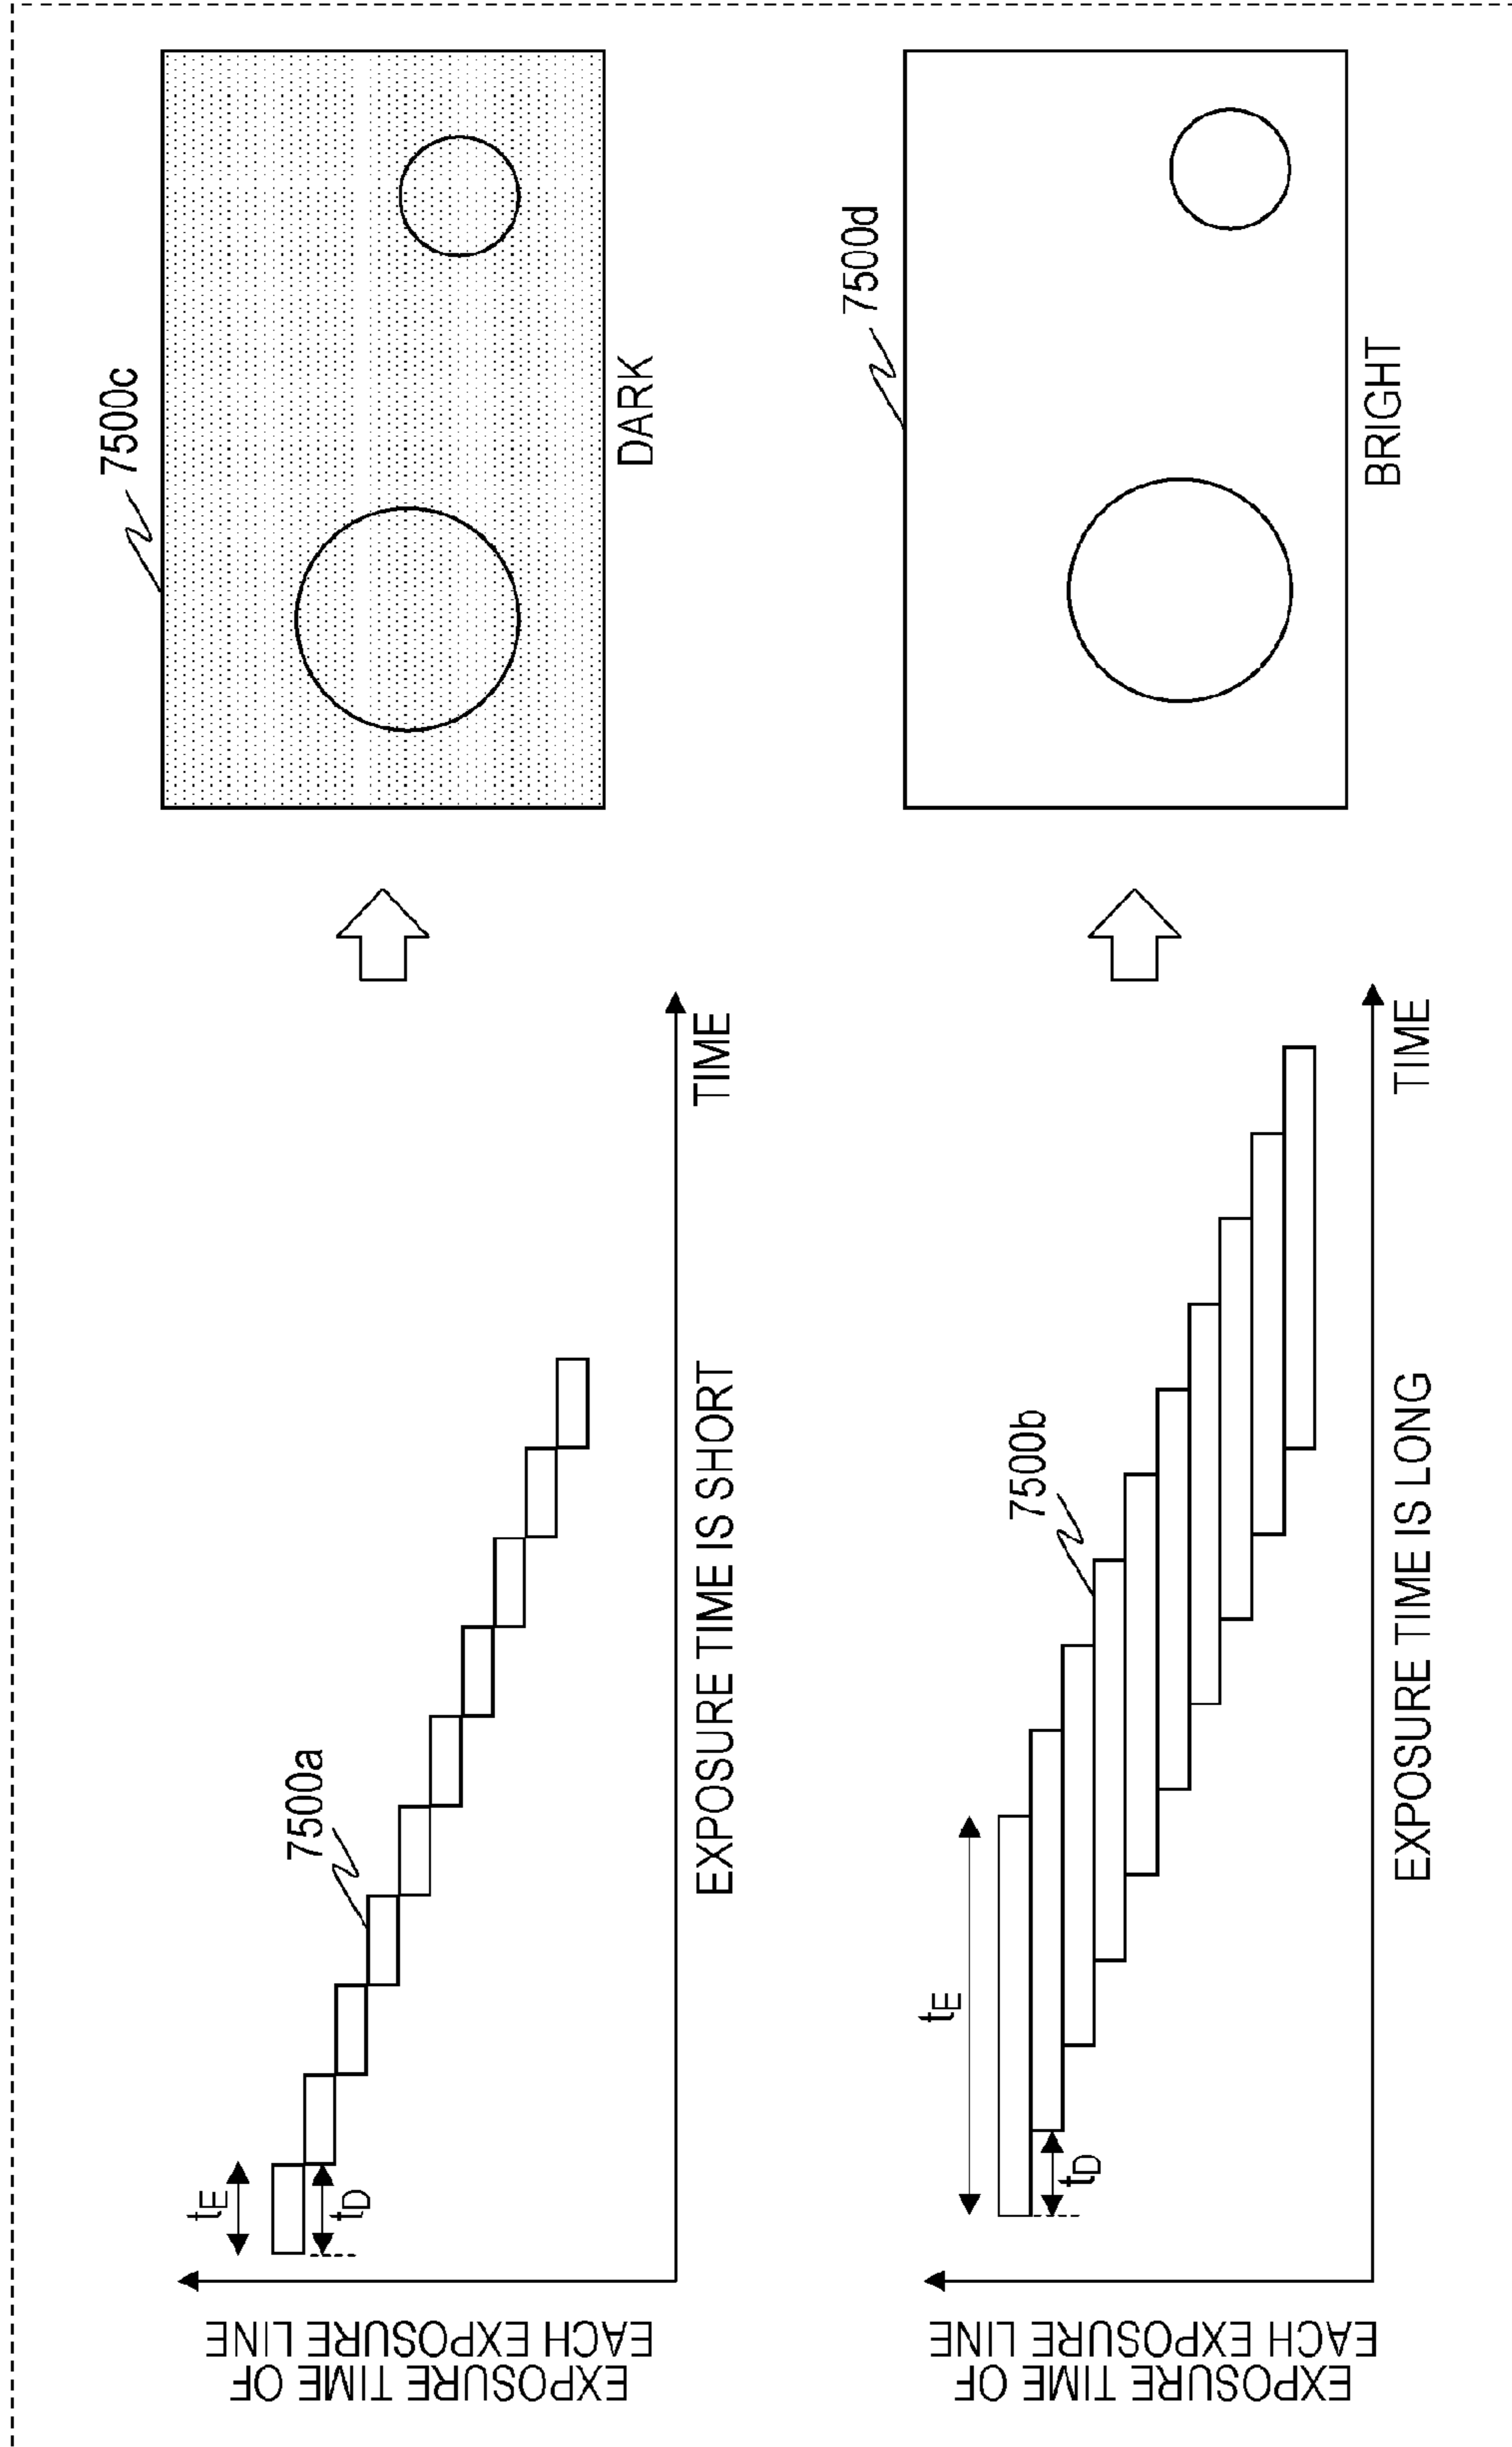 EXPOSURE TIME OF
EACH EXPOSURE LINE
tE
tD
7500a
TIME
EXPOSURE TIME IS SHORT
7500c
DARK
EXPOSURE TIME OF
EACH EXPOSURE LINE
tE
tD
7500b
TIME
EXPOSURE TIME IS LONG
7500d
BRIGHT